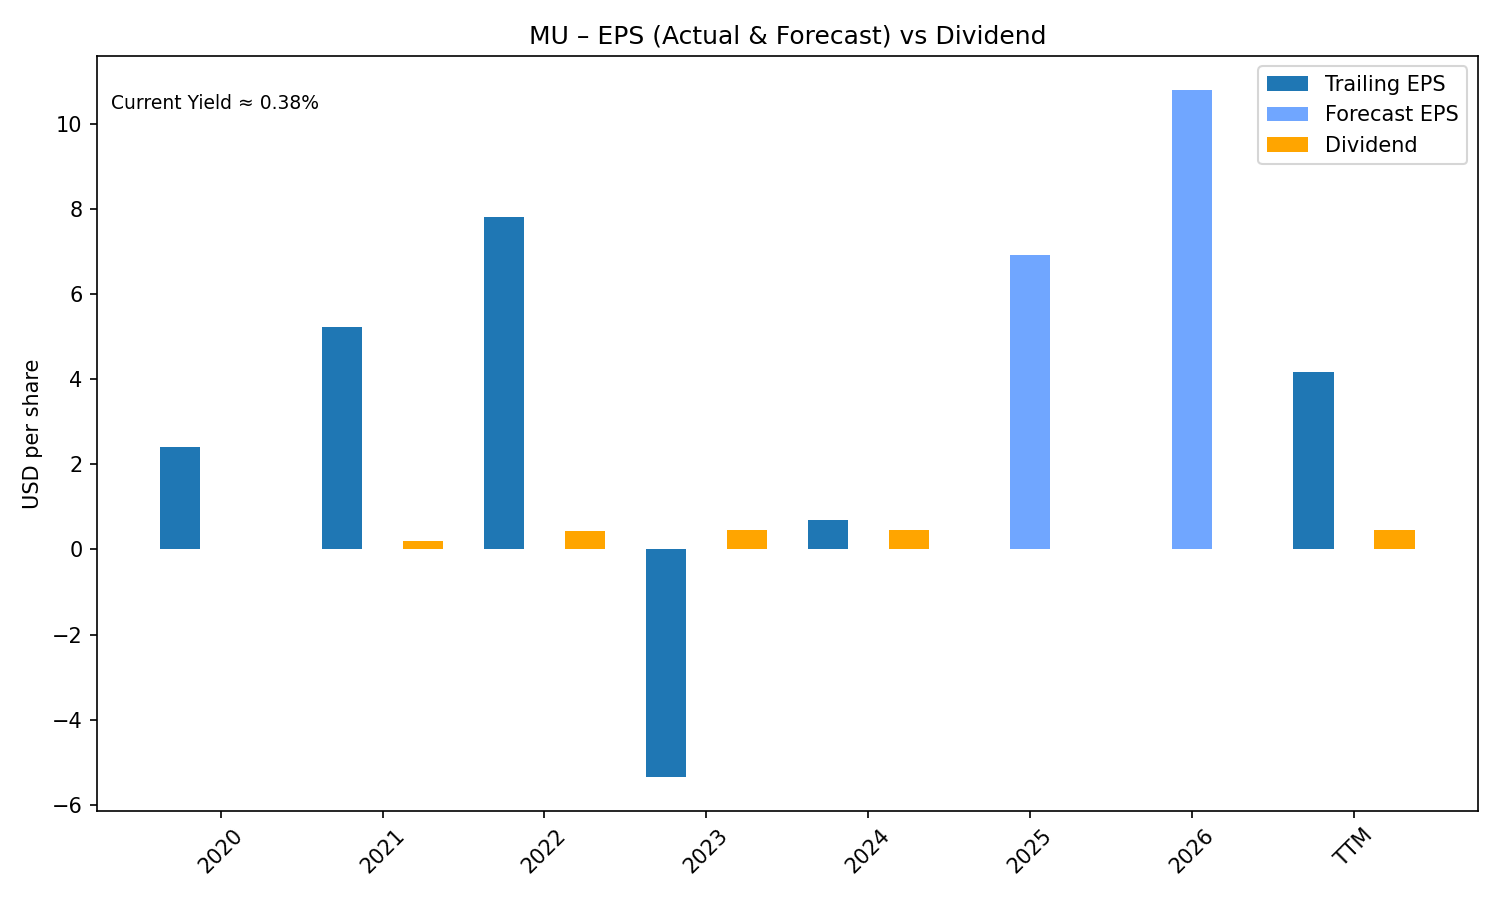 MU – EPS (Actual & Forecast) vs Dividend
Current Yield ≈ 0.38%
Trailing EPS
Forecast EPS
Dividend
USD per share
10
8
6
4
2
0
−2
−4
−6
2020
2021
2022
2023
2024
2025
2026
TTM